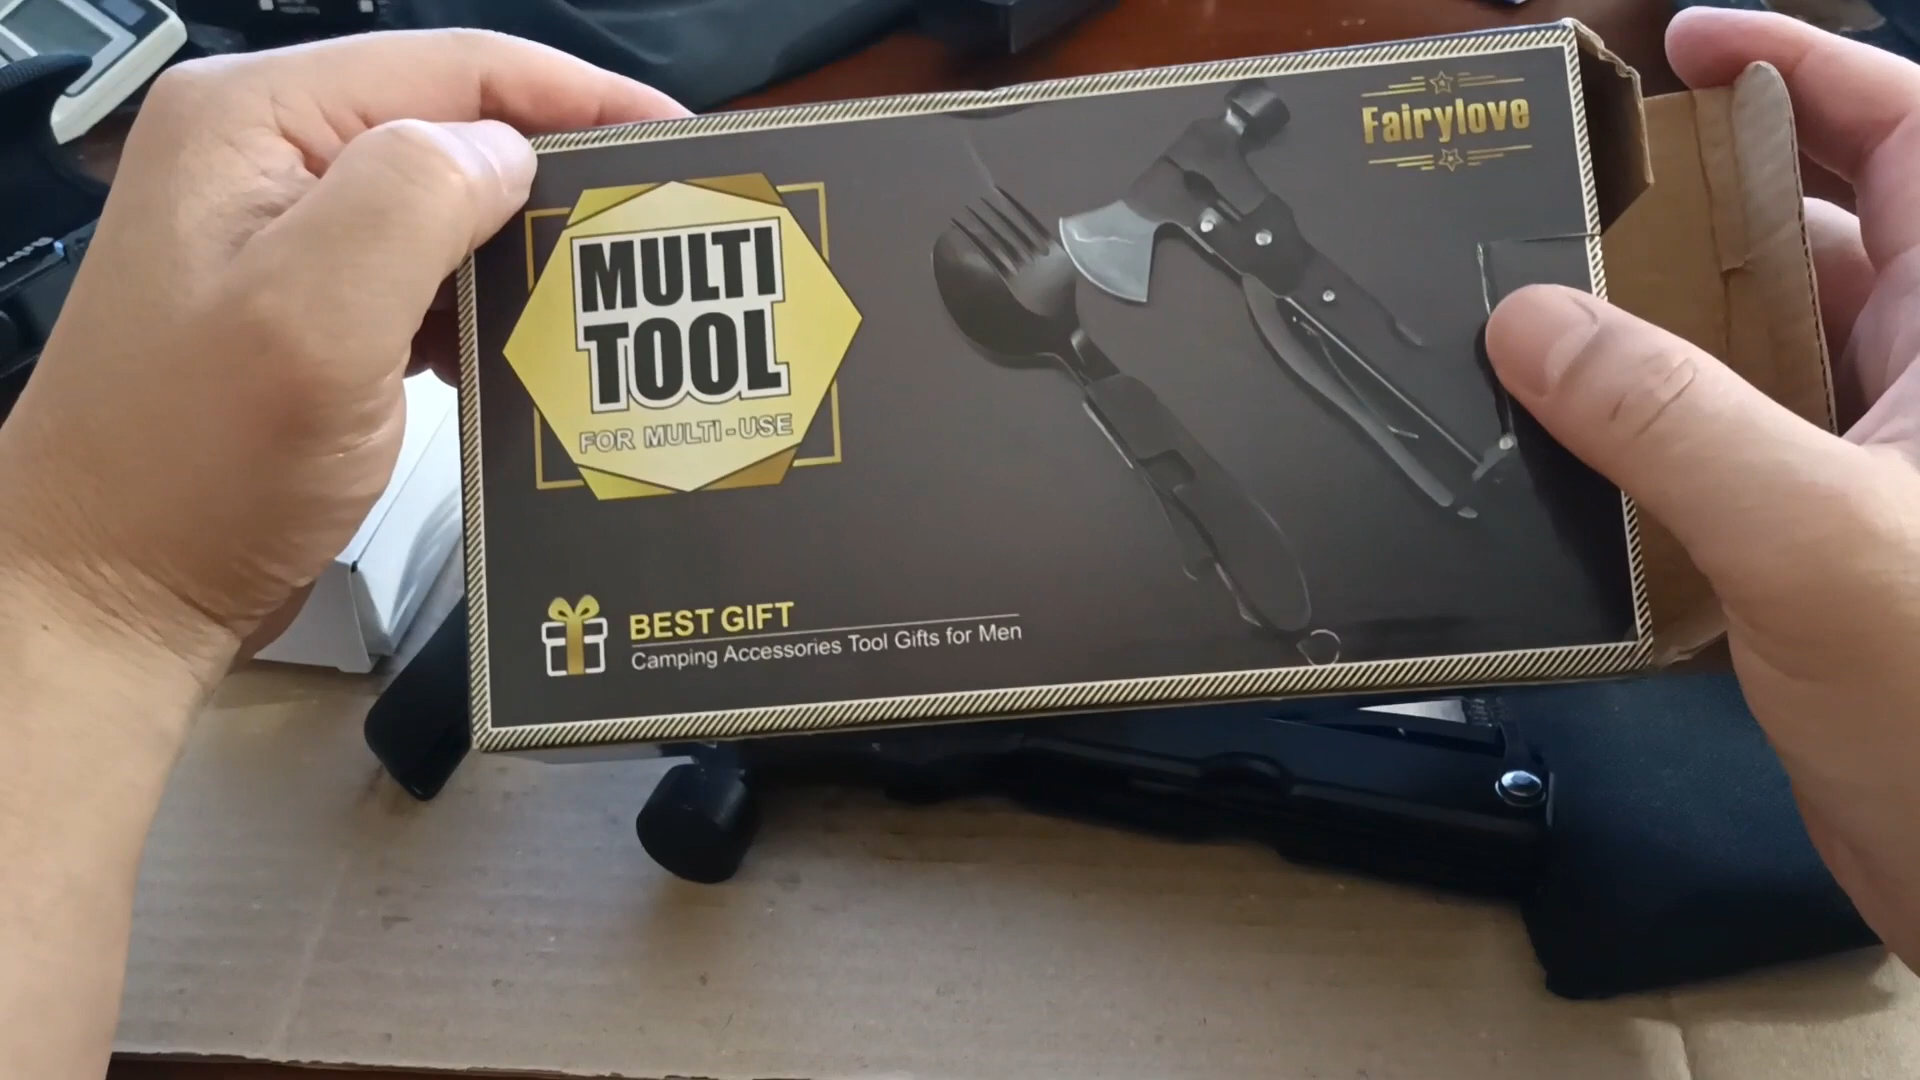 Fairylove
MULTI
TOOL
FOR MULTI-USE
BEST GIFT
Camping Accessories Tool Gifts for Men